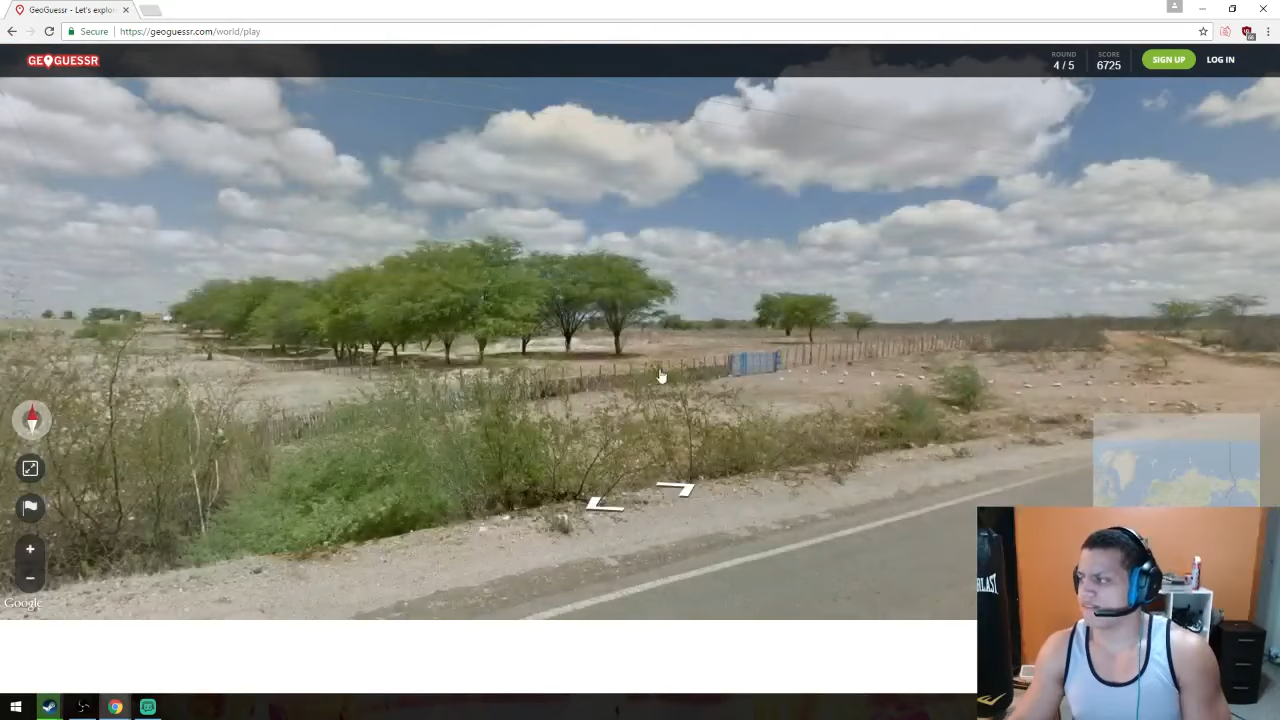 GeoGuessr - Let's explo
Secure
https://geoguessr.com/world/play
GEOGUESSR
ROUND
4 / 5
SCORE
6725
SIGN UP
LOG IN
Google